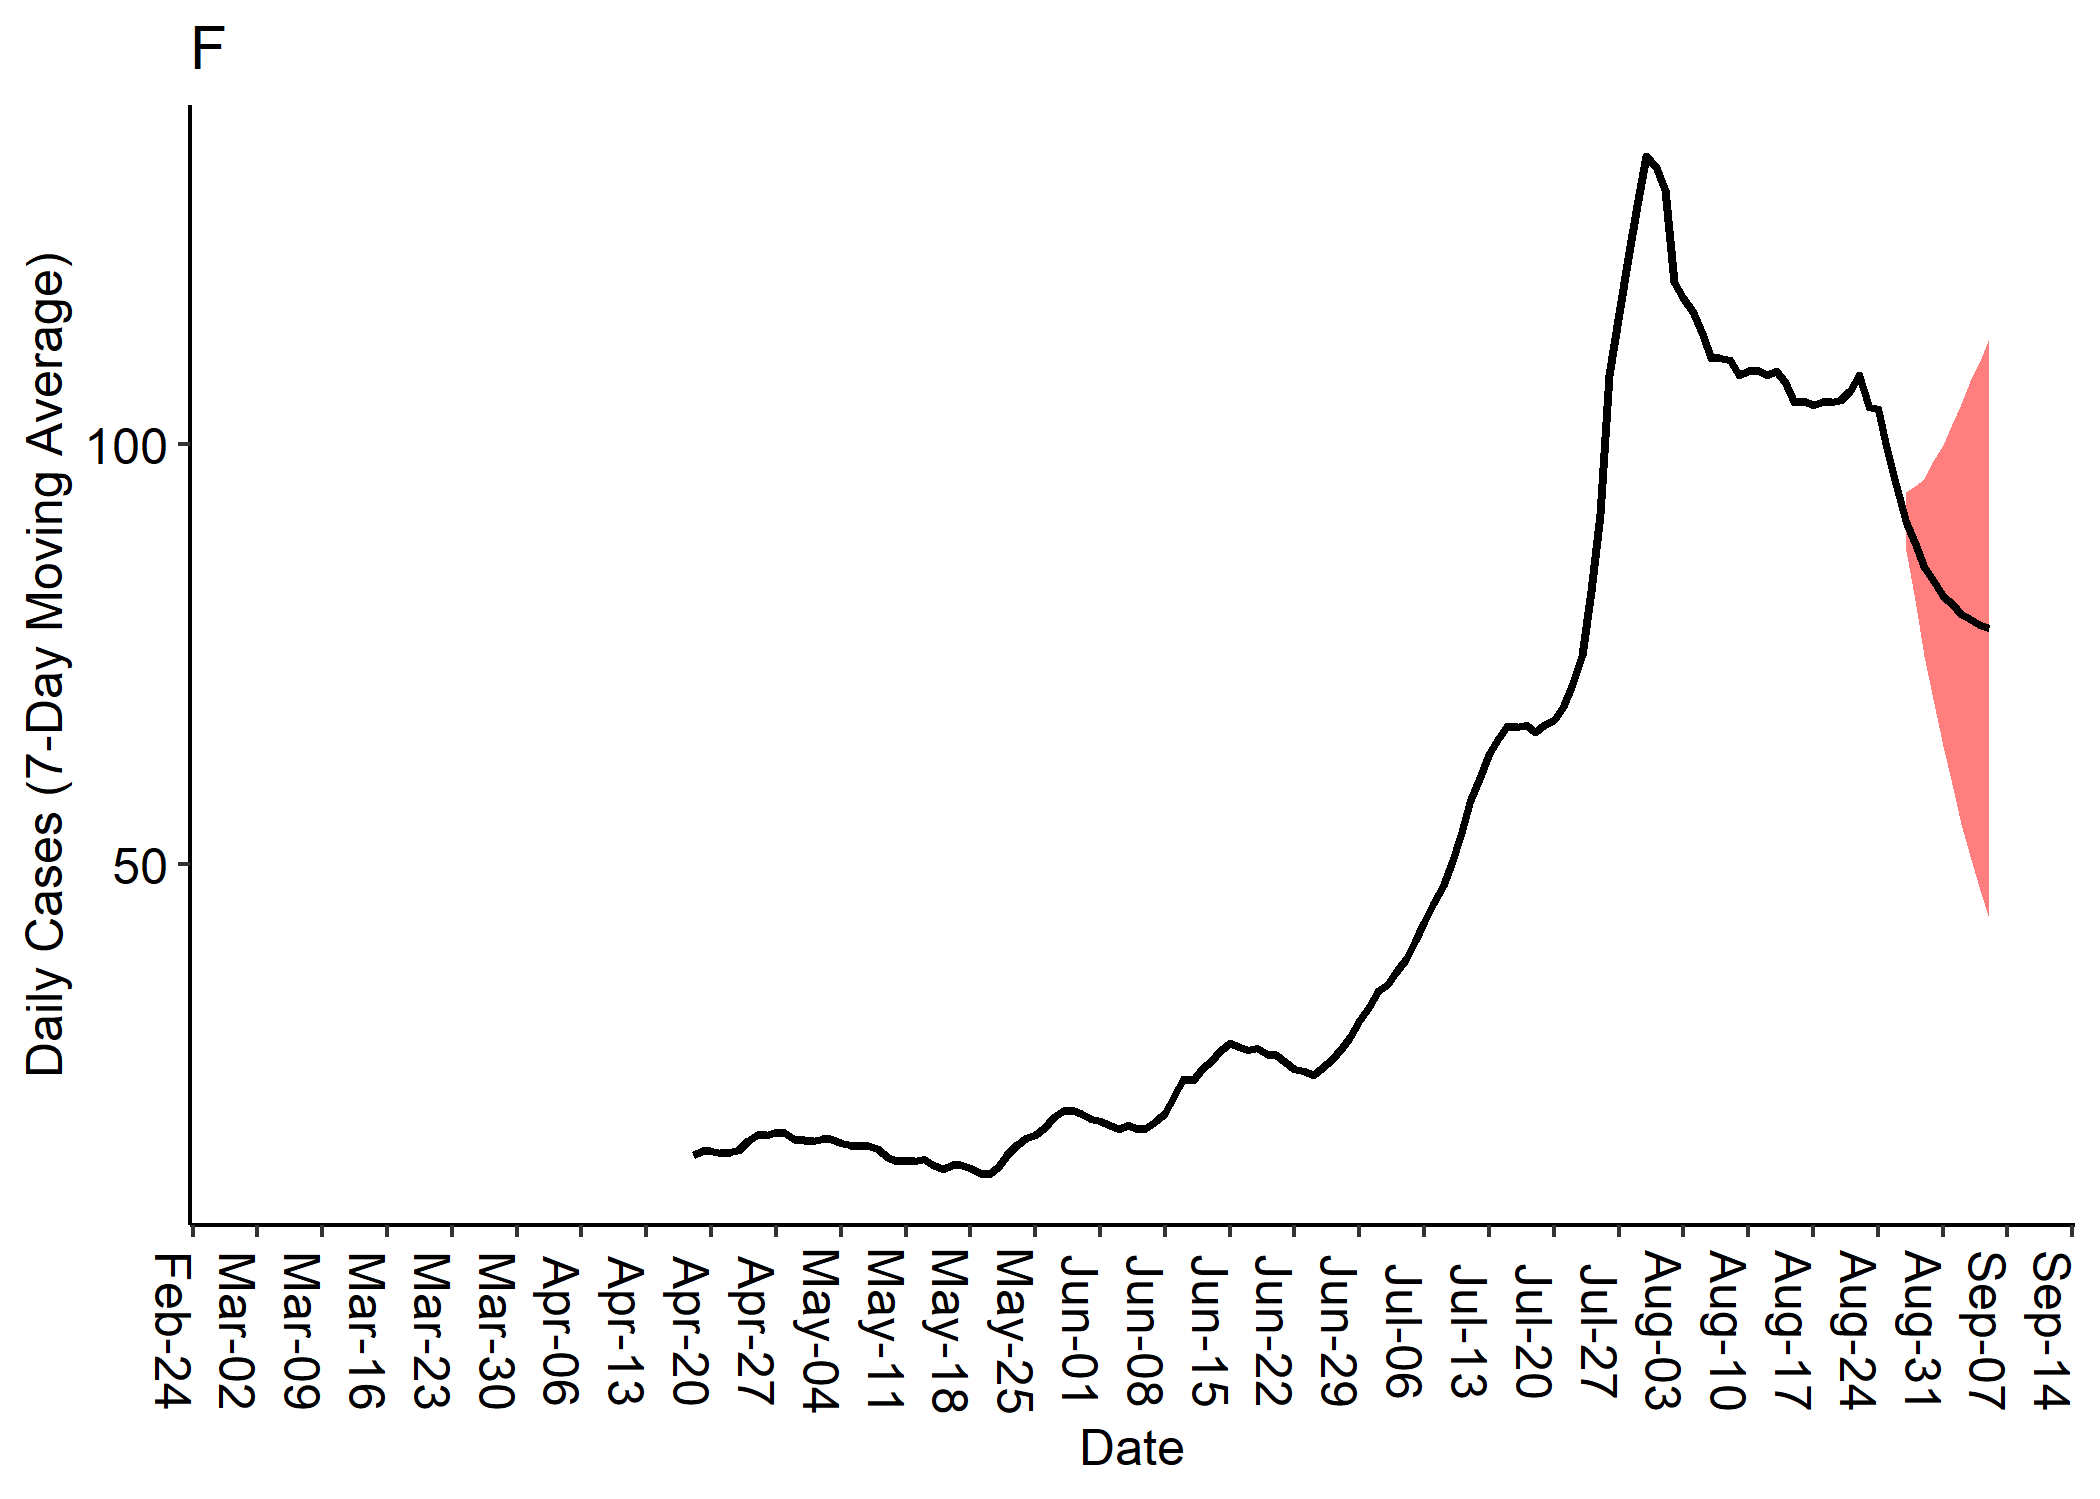 F
Daily Cases (7-Day Moving Average)
100
50
Feb-24
Mar-02
Mar-09
Mar-16
Mar-23
Mar-30
Apr-06
Apr-13
Apr-20
Apr-27
May-04
May-11
May-18
May-25
Jun-01
Jun-08
Jun-15
Jun-22
Jun-29
Jul-06
Jul-13
Jul-20
Jul-27
Aug-03
Aug-10
Aug-17
Aug-24
Aug-31
Sep-07
Sep-14
Date